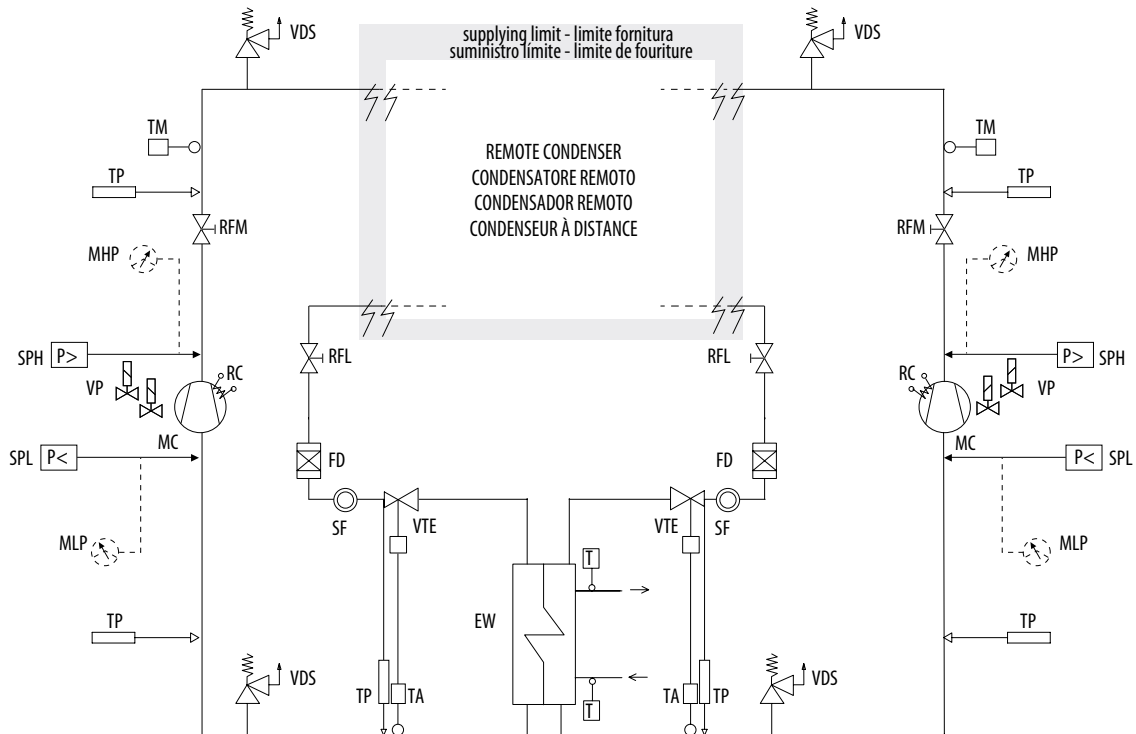 VDS
supplying limit - limite fornitura
suministro límite - limite de fouriture
VDS
TM
TM
REMOTE CONDENSER
CONDENSATORE REMOTO
CONDENSADOR REMOTO
CONDENSEUR À DISTANCE
TP
TP
RFM
RFM
MHP
MHP
SPH P>
P> SPH
RFL
RFL
VP
RC
RC
VP
MC
MC
SPL P<
P< SPL
FD
FD
SF
VTE
VTE
SF
MLP
MLP
T
EW
TP
TP
VDS
TP
TA
T
TA
TP
VDS